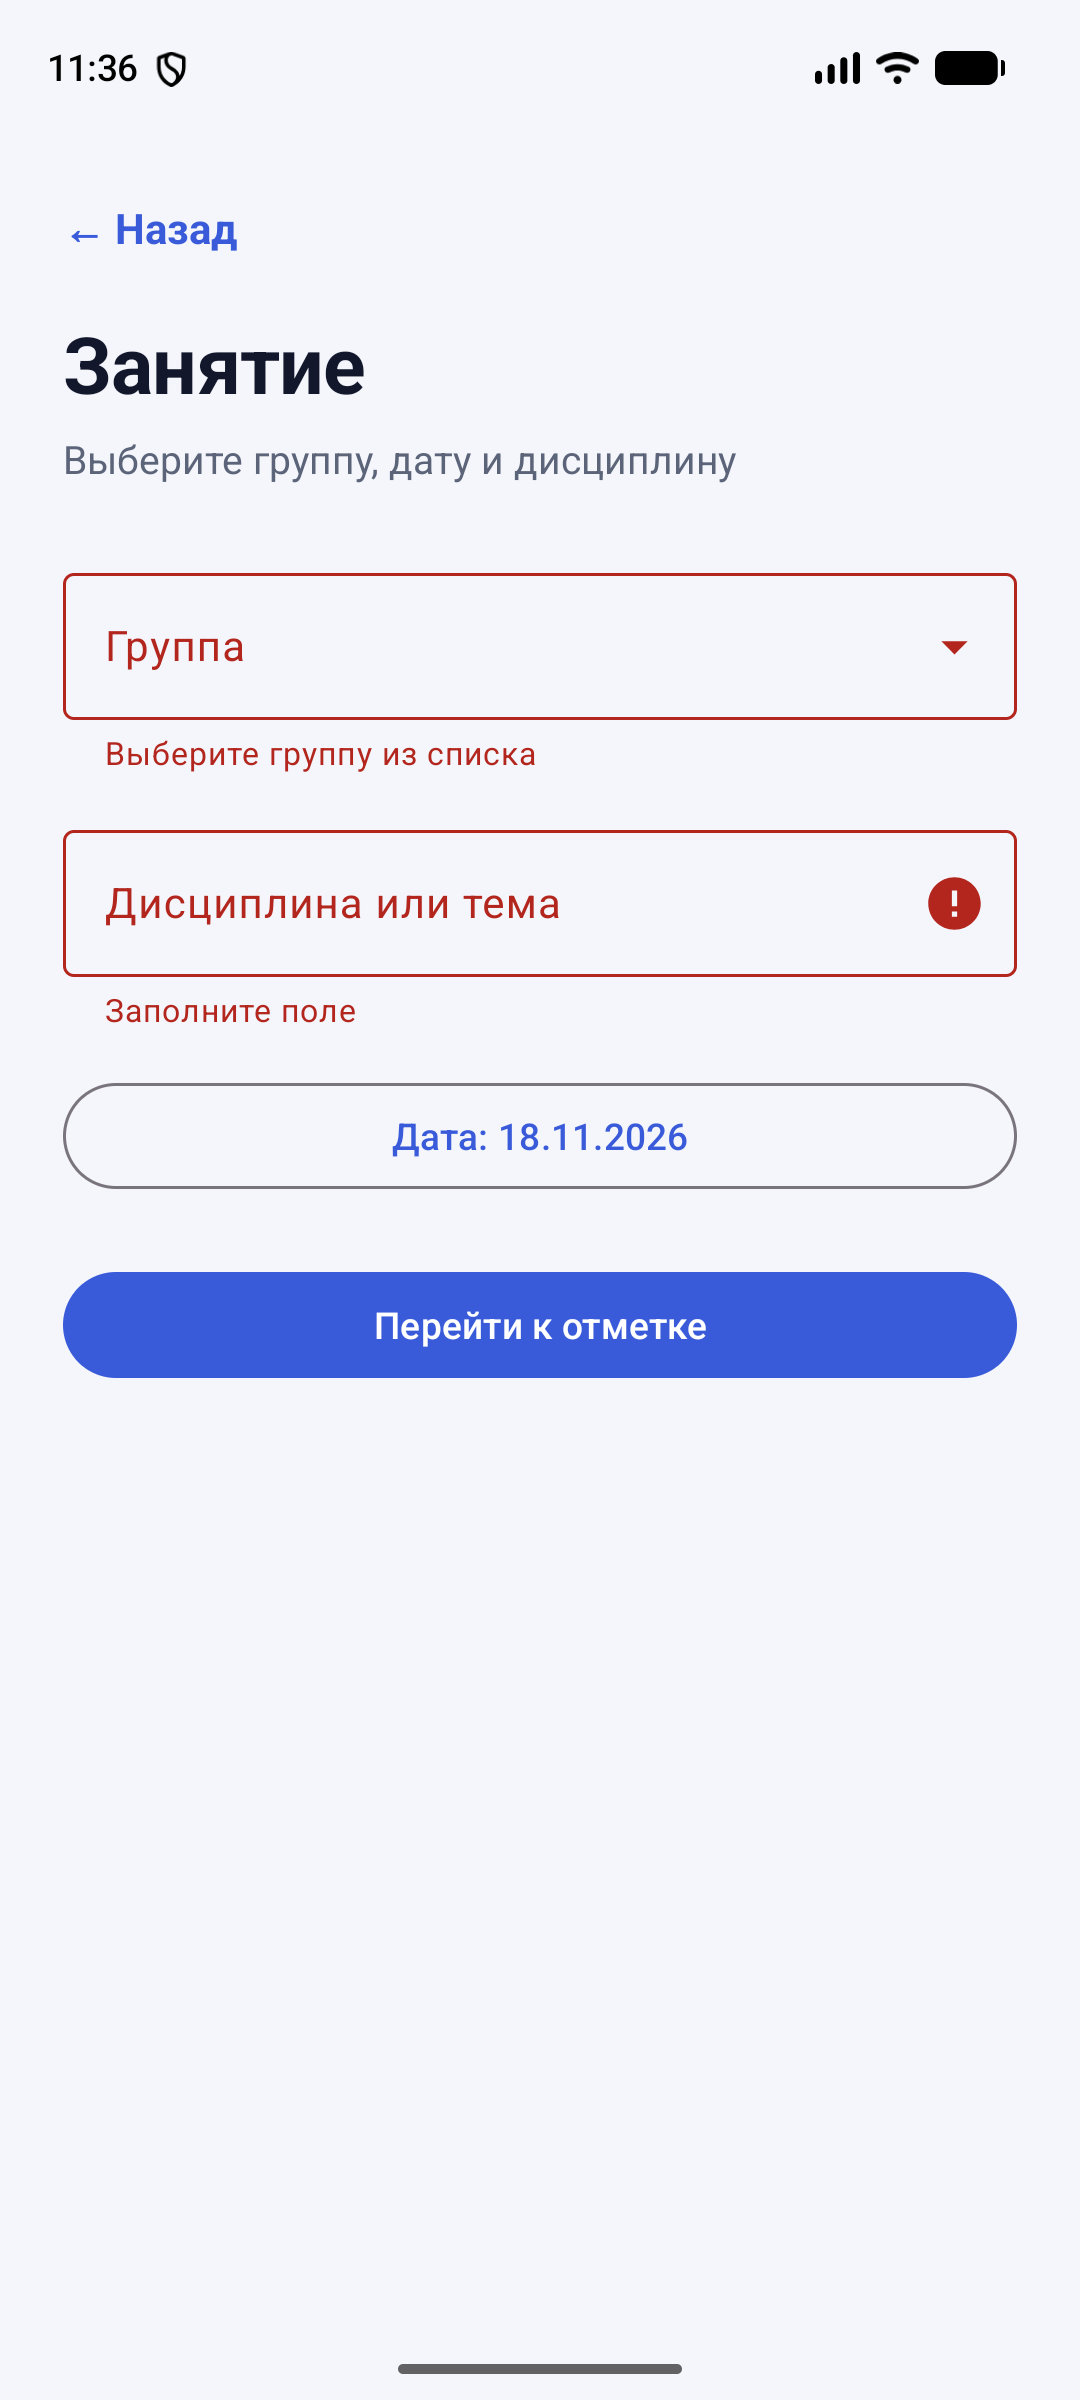 11:36
← Назад
Занятие
Выберите группу, дату и дисциплину
Группа
Выберите группу из списка
Дисциплина или тема
Заполните поле
Дата: 18.11.2026
Перейти к отметке